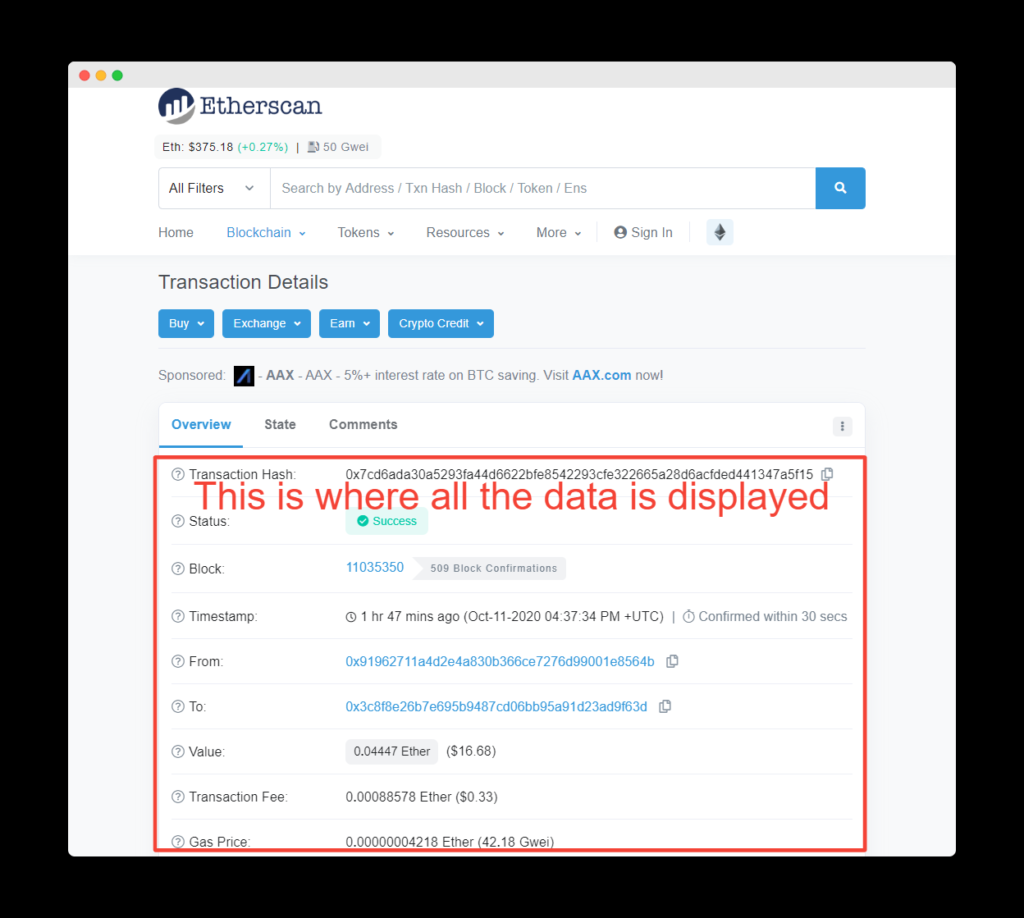 Etherscan
Eth: $375.18 (+0.27%) | 50 Gwei
All Filters Search by Address / Txn Hash / Block / Token / Ens
Home Blockchain Tokens Resources More Sign In
Transaction Details
Buy Exchange Earn Crypto Credit
Sponsored: - AAX - AAX - 5%+ interest rate on BTC saving. Visit AAX.com now!
Overview State Comments
Transaction Hash: 0x7cd6ada30a5293fa44d6622bfe8542293cfe322665a28d6acfded441347a5f15
This is where all the data is displayed
Status: Success
Block: 11035350 509 Block Confirmations
Timestamp: 1 hr 47 mins ago (Oct-11-2020 04:37:34 PM +UTC) | Confirmed within 30 secs
From: 0x91962711a4d2e4a830b366ce7276d99001e8564b
To: 0x3c8f8e26b7e695b9487cd06bb95a91d23ad9f63d
Value: 0.04447 Ether ($16.68)
Transaction Fee: 0.00088578 Ether ($0.33)
Gas Price: 0.00000004218 Ether (42.18 Gwei)